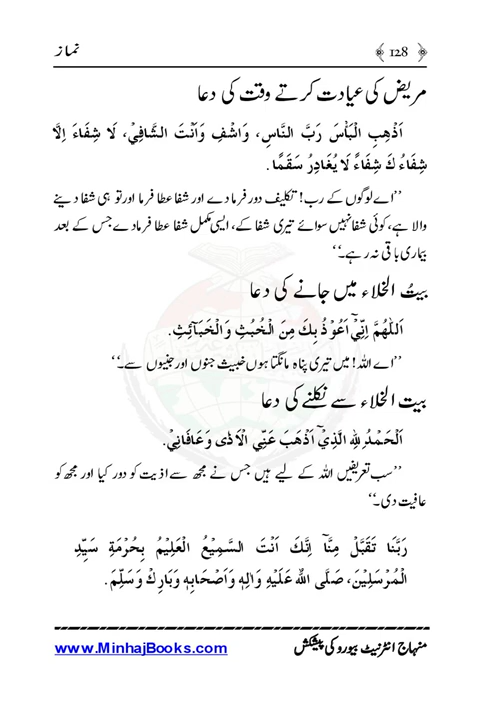 ﴿ 128 ﴾ نماز
مریض کی عیادت کرتے وقت کی دعا
اَذْهِبِ الْبَأْسَ رَبَّ النَّاسِ، وَاشْفِ وَاَنْتَ الشَّافِيْ، لَا شِفَاءَ اِلَّا
شِفَاءُ كَ شِفَاءً لَا يُغَادِرُ سَقَمًا.
’’اے لوگوں کے رب! تکلیف دور فرما دے اور شفا عطا فرما اور تو ہی شفا دینے
والا ہے، کوئی شفا نہیں سوائے تیری شفا کے، ایسی مکمل شفا عطا فرما دے جس کے بعد
بیماری باقی نہ رہے۔‘‘
بیتُ الخلاء میں جانے کی دعا
اَللّٰهُمَّ اِنِّيْٓ اَعُوْذُ بِكَ مِنَ الْخُبُثِ وَالْخَبَآئِثِ.
’’اے اللہ! میں تیری پناہ مانگتا ہوں خبیث جنوں اور جنیوں سے۔‘‘
بیت الخلاء سے نکلنے کی دعا
اَلْحَمْدُ لِلّٰهِ الَّذِيْٓ اَذْهَبَ عَنِّي الْاَذٰى وَعَافَانِيْ.
’’سب تعریفیں اللہ کے لیے ہیں جس نے مجھ سے اذیت کو دور کیا اور مجھ کو
عافیت دی۔‘‘
رَبَّنَا تَقَبَّلْ مِنَّآ اِنَّكَ اَنْتَ السَّمِيْعُ الْعَلِيْمُ بِحُرْمَةِ سَيِّدِ
الْمُرْسَلِيْنَ، صَلَّى اللّٰهُ عَلَيْهِ وَاٰلِهٖ وَاَصْحَابِهٖ وَبَارِكْ وَسَلِّمْ.
منہاج انٹرنیٹ بیورو کی پیشکش www.MinhajBooks.com